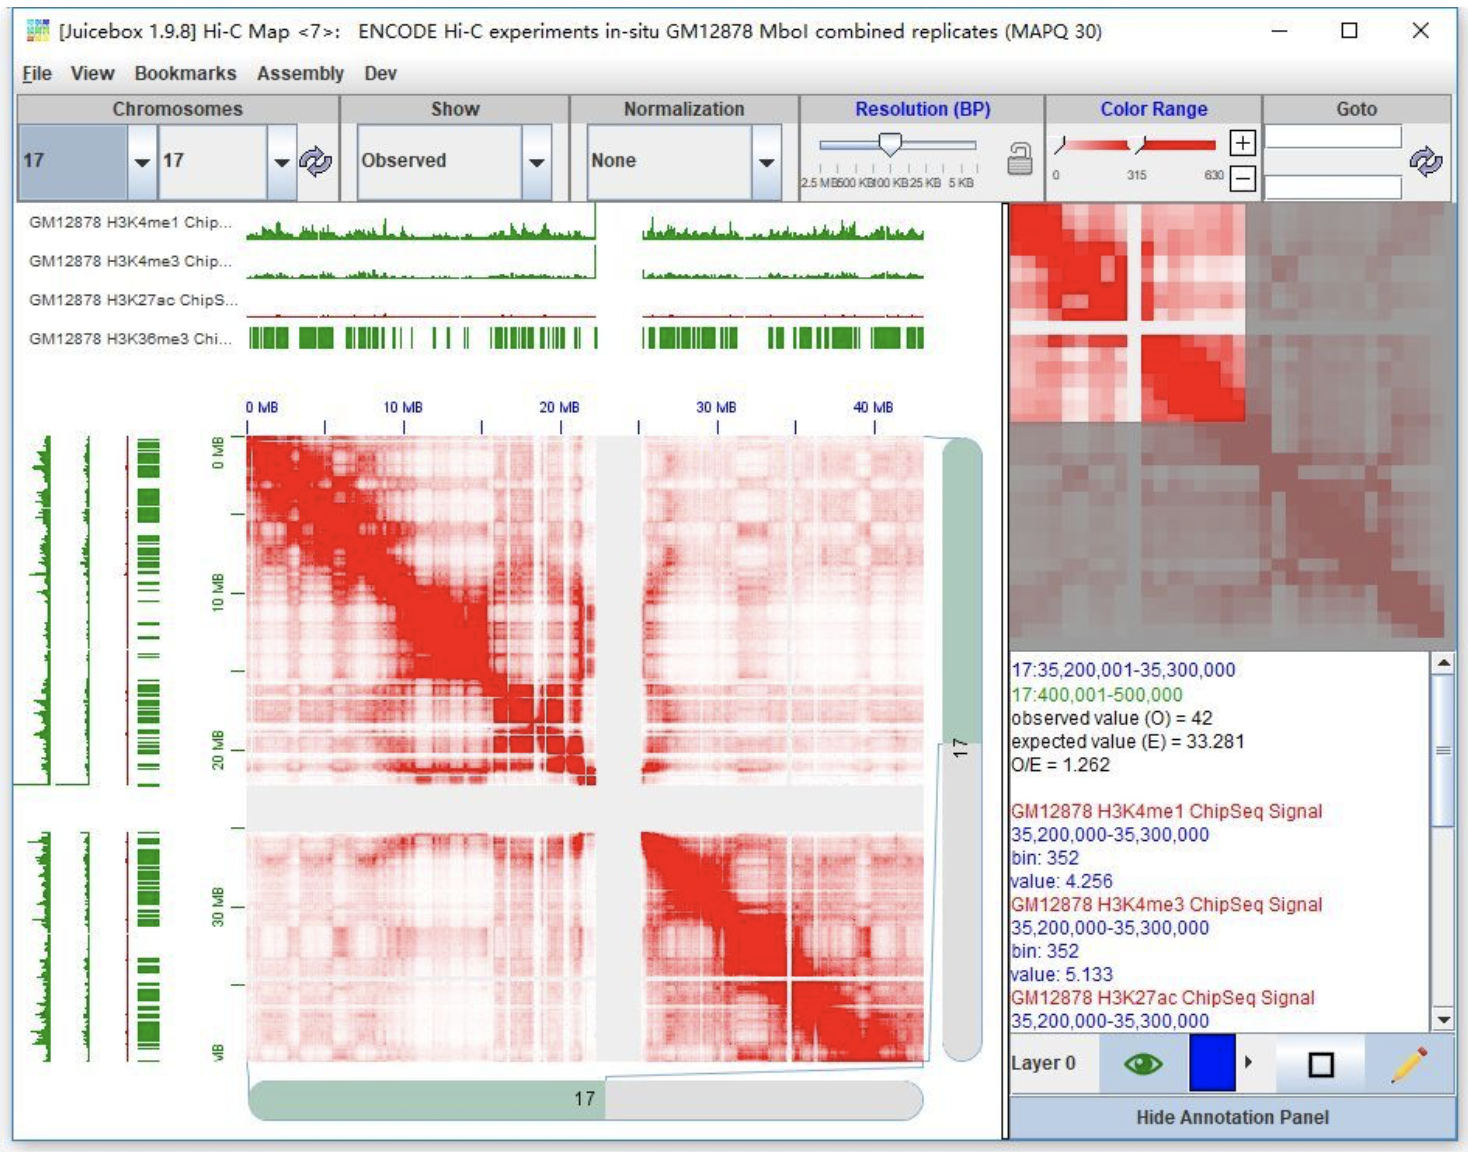 [Juicebox 1.9.8] Hi-C Map <7>: ENCODE Hi-C experiments in-situ GM12878 MboI combined replicates (MAPQ 30)
File View Bookmarks Assembly Dev
Chromosomes Show Normalization Resolution (BP) Color Range Goto
17 17 Observed None
2.5 MB 500 KB 100 KB 25 KB 5 KB
0 315 630
GM12878 H3K4me1 Chip...
GM12878 H3K4me3 Chip...
GM12878 H3K27ac ChipS...
GM12878 H3K36me3 Chi...
0 MB 10 MB 20 MB 30 MB 40 MB
0 MB
10 MB
20 MB
30 MB
MB
17
17
17:35,200,001-35,300,000
17:400,001-500,000
observed value (O) = 42
expected value (E) = 33.281
O/E = 1.262
GM12878 H3K4me1 ChipSeq Signal
35,200,000-35,300,000
bin: 352
value: 4.256
GM12878 H3K4me3 ChipSeq Signal
35,200,000-35,300,000
bin: 352
value: 5.133
GM12878 H3K27ac ChipSeq Signal
35,200,000-35,300,000
Layer 0
Hide Annotation Panel